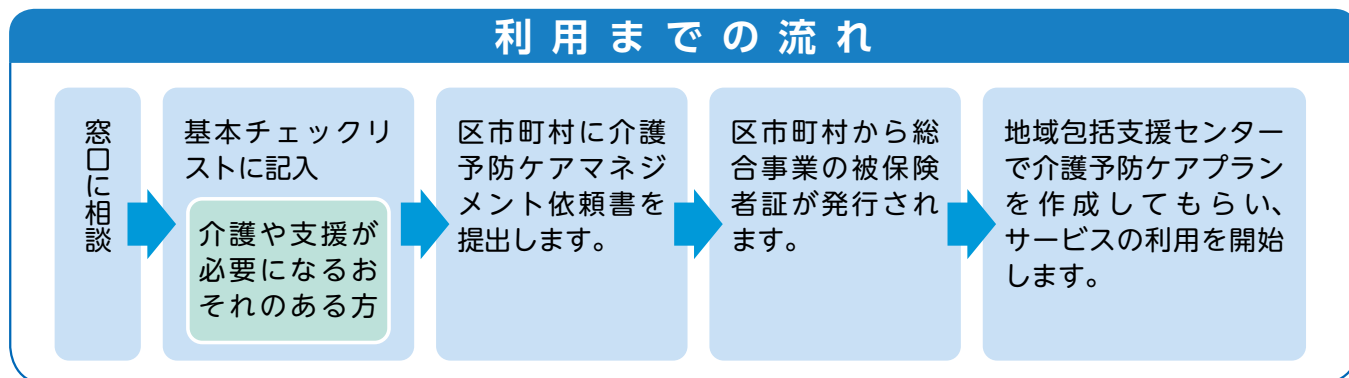 利用までの流れ
窓口に相談
基本チェックリ
ストに記入
介護や支援が
必要になるお
それのある方
区市町村に介護
予防ケアマネジ
メント依頼書を
提出します。
区市町村から総
合事業の被保険
者証が発行され
ます。
地域包括支援センター
で介護予防ケアプラン
を作成してもらい、
サービスの利用を開始
します。